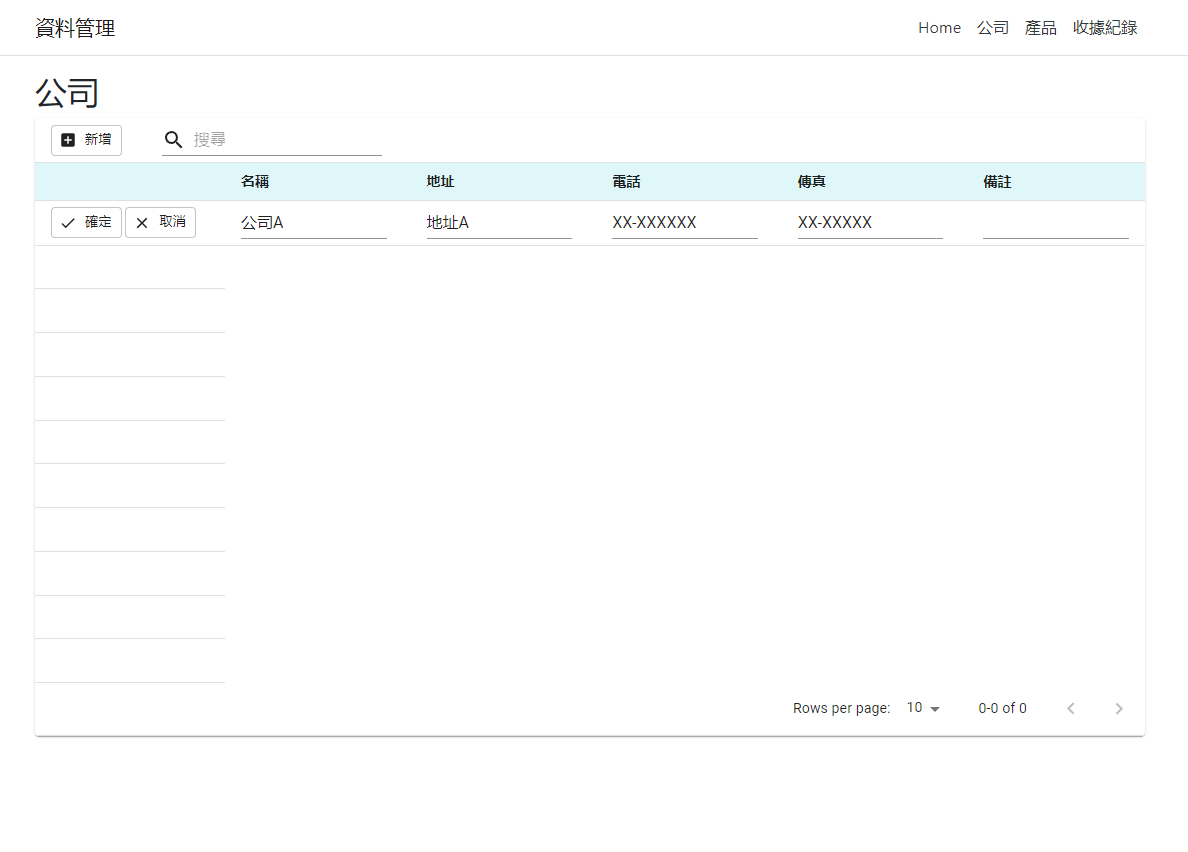 資料管理 Home 公司 產品 收據紀錄
公司
新增 搜尋
名稱 地址 電話 傳真 備註
確定 取消 公司A 地址A XX-XXXXXX XX-XXXXX
Rows per page: 10 0-0 of 0